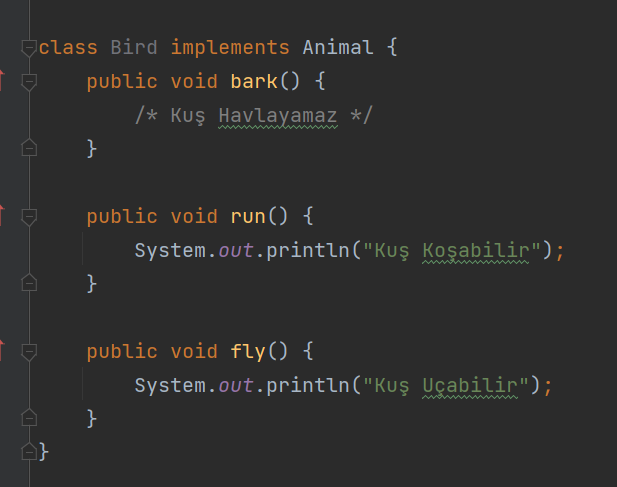 class Bird implements Animal {
public void bark() {
/* Kuş Havlayamaz */
}
public void run() {
System.out.println("Kuş Koşabilir");
}
public void fly() {
System.out.println("Kuş Uçabilir");
}
}